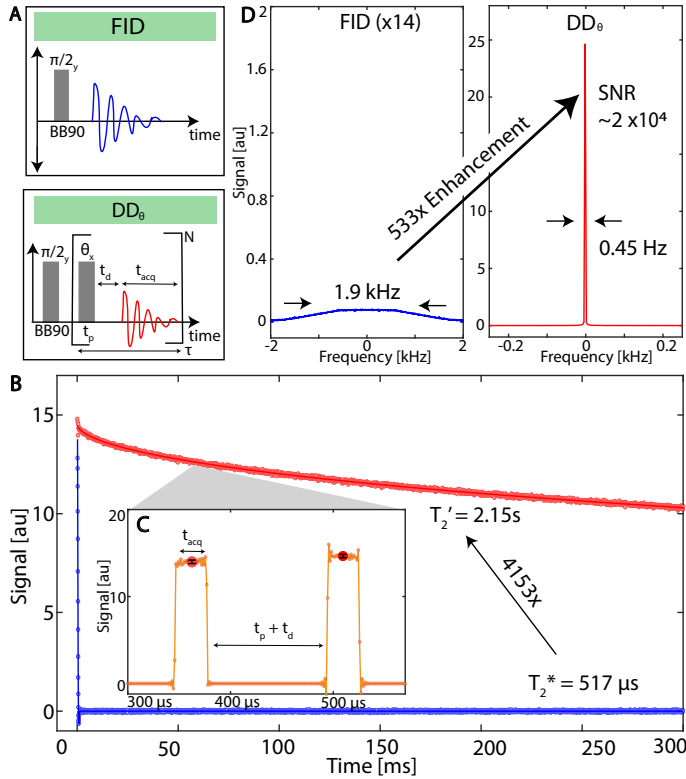 A
FID
π/2y
BB90
time
DDθ
π/2y
θx
td
tacq
N
BB90
tp
time
τ
D
FID (x14)
2
1.6
1.2
0.8
0.4
0
Signal [au]
1.9 kHz
-2
0
2
Frequency [kHz]
533x Enhancement
DDθ
25
20
15
10
5
0
SNR
~2 x10⁴
0.45 Hz
-0.2
0
0.2
Frequency [kHz]
B
15
10
5
0
Signal [au]
T₂' = 2.15s
4153x
T₂* = 517 μs
0
50
100
150
200
250
300
Time [ms]
C
20
10
0
Signal [au]
tacq
tp + td
300 μs
400 μs
500 μs